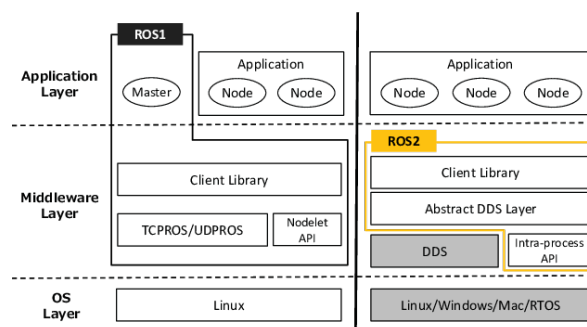 ROS1
Application
Layer
Master
Application
Node
Node
Application
Node
Node
Node
ROS2
Middleware
Layer
Client Library
TCPROS/UDPROS
Nodelet
API
Client Library
Abstract DDS Layer
DDS
Intra-process
API
OS
Layer
Linux
Linux/Windows/Mac/RTOS